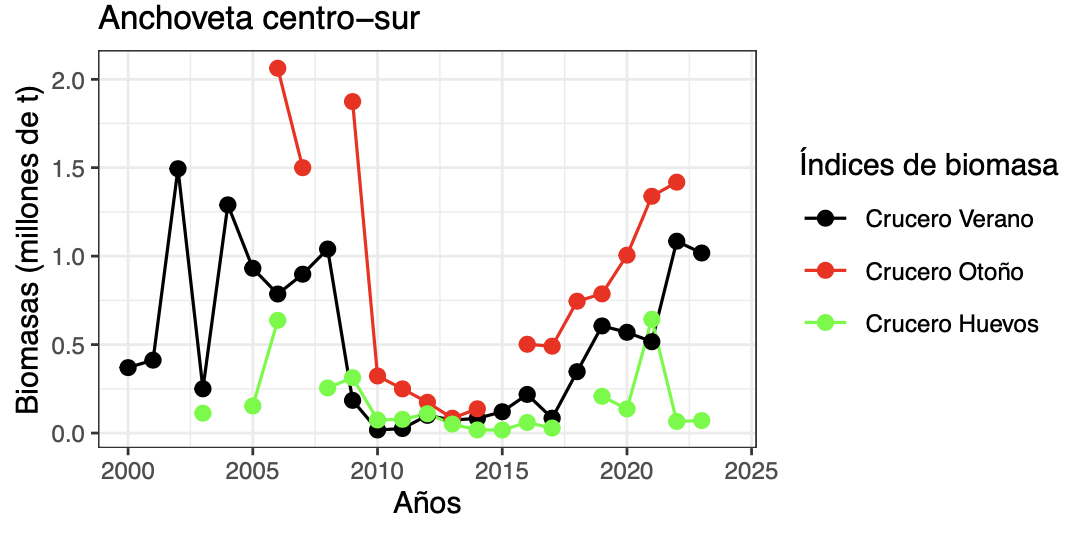 Anchoveta centro−sur
Biomasas (millones de t)
2.0
1.5
1.0
0.5
0.0
2000 2005 2010 2015 2020 2025
Años
Índices de biomasa
Crucero Verano
Crucero Otoño
Crucero Huevos